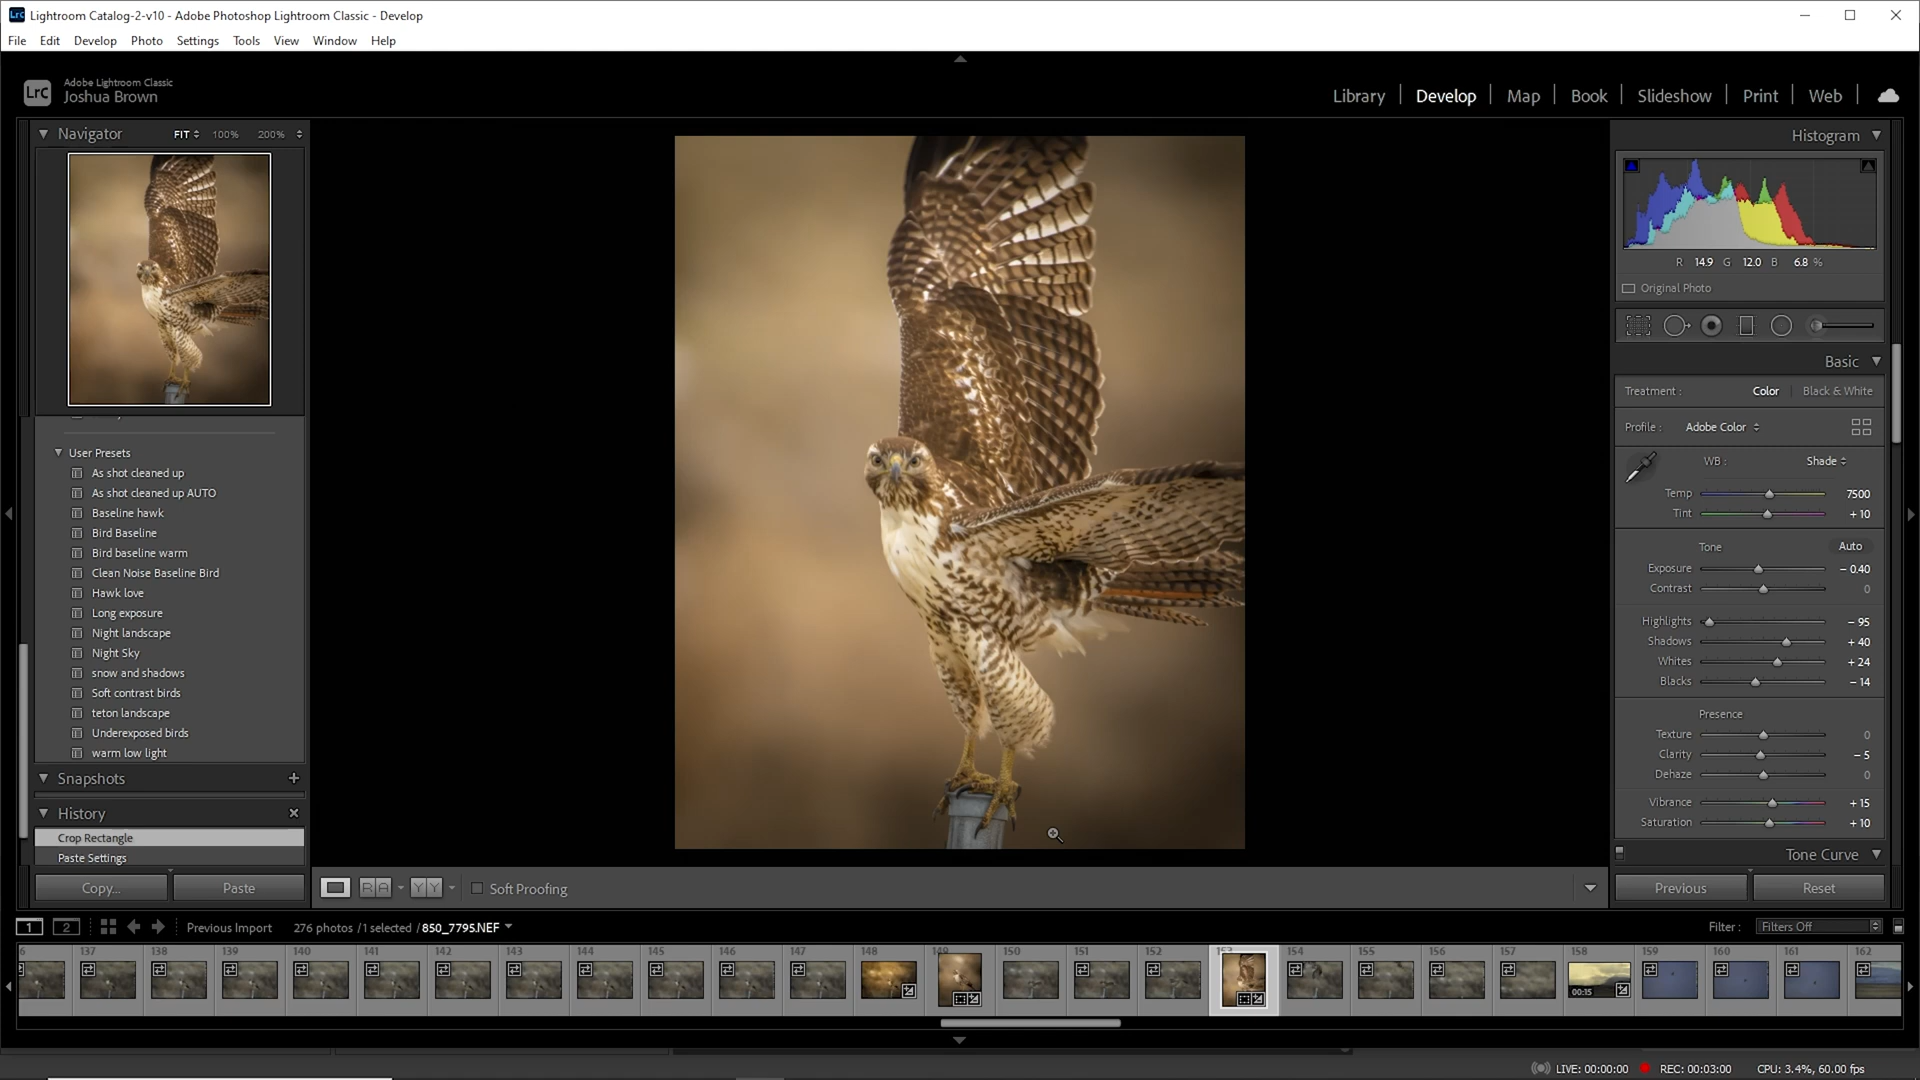 Lightroom Catalog-2-v10 - Adobe Photoshop Lightroom Classic - Develop
File Edit Develop Photo Settings Tools View Window Help
LrC
Adobe Lightroom Classic
Joshua Brown
Library Develop Map Book Slideshow Print Web
Navigator FIT 100% 200%
User Presets
As shot cleaned up
As shot cleaned up AUTO
Baseline hawk
Bird Baseline
Bird baseline warm
Clean Noise Baseline Bird
Hawk love
Long exposure
Night landscape
Night Sky
snow and shadows
Soft contrast birds
teton landscape
Underexposed birds
warm low light
Snapshots +
History
Crop Rectangle
Paste Settings
Copy... Paste
RA YY Soft Proofing
Histogram
R 14.9 G 12.0 B 6.8 %
Original Photo
Basic
Treatment : Color Black & White
Profile : Adobe Color
WB : Shade
Temp 7500
Tint + 10
Tone Auto
Exposure – 0.40
Contrast 0
Highlights – 95
Shadows + 40
Whites + 24
Blacks – 14
Presence
Texture 0
Clarity – 5
Dehaze 0
Vibrance + 15
Saturation + 10
Tone Curve
Previous Reset
1 2 Previous Import 276 photos /1 selected /850_7795.NEF Filter : Filters Off
6 137 138 139 140 141 142 143 144 145 146 147 148 149 150 151 152 153 154 155 156 157 158 159 160 161 162
00:15
LIVE: 00:00:00 REC: 00:03:00 CPU: 3.4%, 60.00 fps